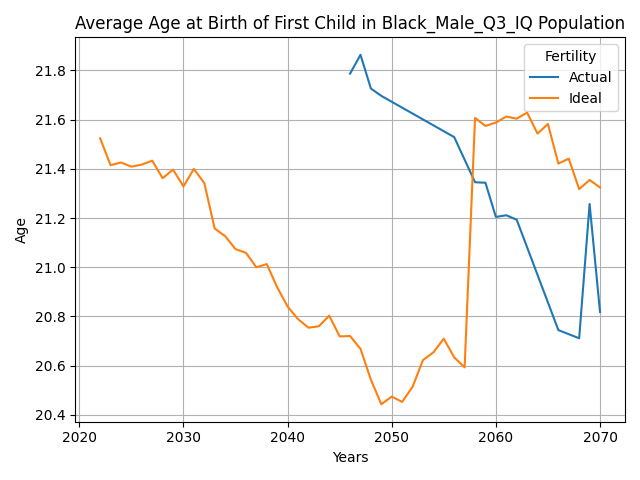 Average Age at Birth of First Child in Black_Male_Q3_IQ Population
Fertility
Actual
Ideal
21.8
21.6
21.4
21.2
21.0
20.8
20.6
20.4
Age
2020
2030
2040
2050
2060
2070
Years